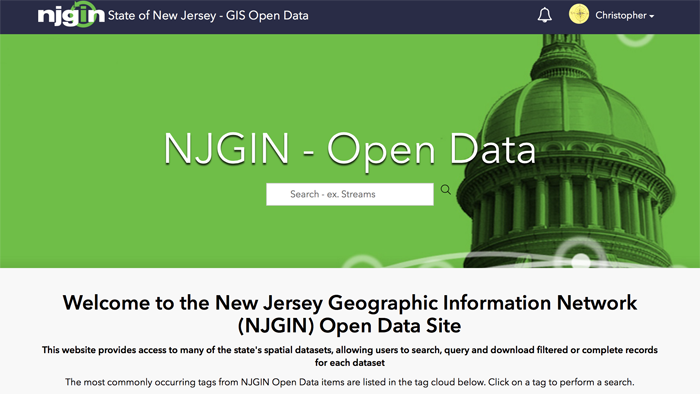 njgin State of New Jersey - GIS Open Data
Christopher
NJGIN - Open Data
Search - ex. Streams
Welcome to the New Jersey Geographic Information Network
(NJGIN) Open Data Site
This website provides access to many of the state's spatial datasets, allowing users to search, query and download filtered or complete records
for each dataset
The most commonly occurring tags from NJGIN Open Data items are listed in the tag cloud below. Click on a tag to perform a search.